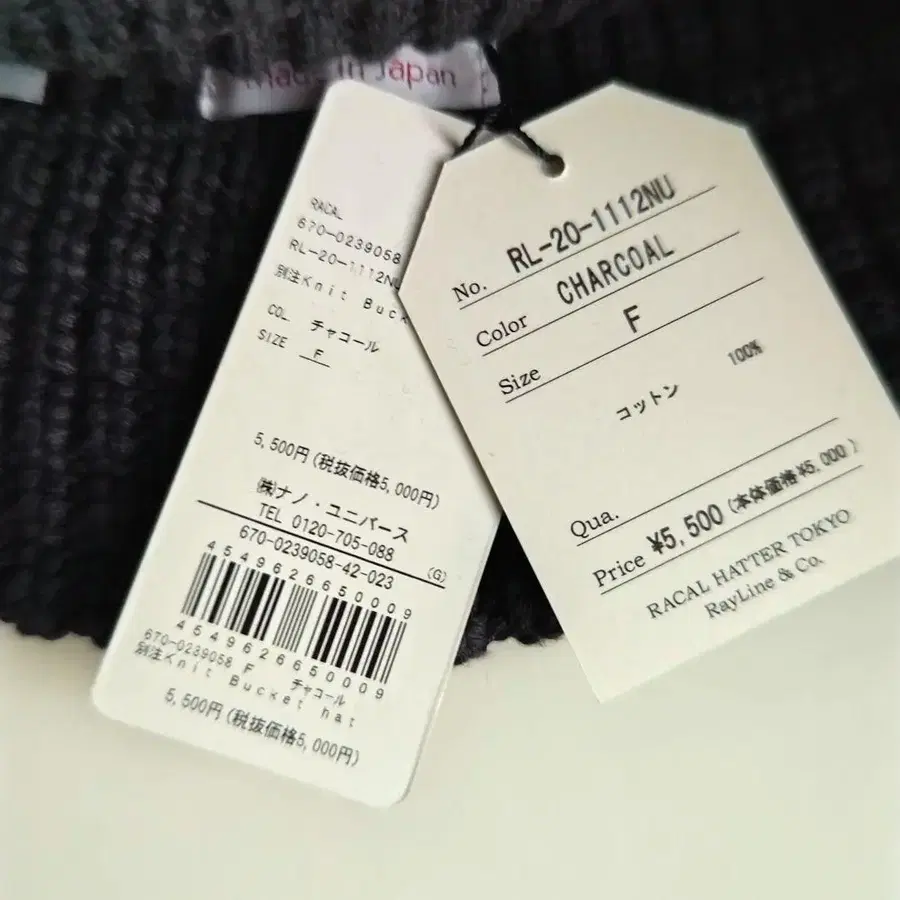 Made in Japan
RACAL
670-0239058
RL-20-1112NU
別注Knit Buck
COL チャコール
SIZE F
5,500円(税抜価格5,000円)
㈱ナノ・ユニバース
TEL 0120-705-088
670-0239058-42-023 (G)
4549626650009
4549626650009
670-0239058 F チャコール
別注Knit Bucket hat
5,500円(税抜価格5,000円)
No. RL-20-1112NU
Color CHARCOAL
Size F
コットン 100%
Qua.
Price ¥5,500(本体価格¥5,000)
RACAL HATTER TOKYO
RayLine & Co.